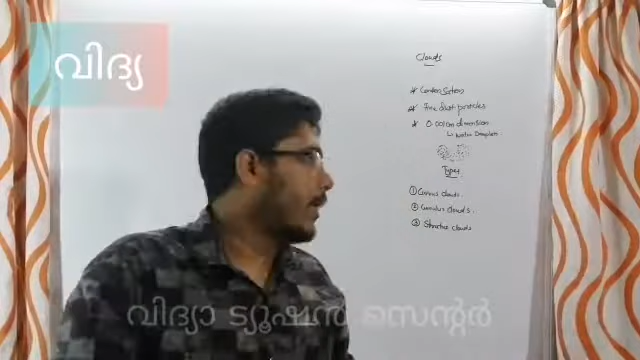 വിദ്യ
Clouds
* Condensation
* Fine dust particles
* 0.001cm dimension
↳ Water Droplets
Types
① Cirrus clouds.
② Cumulus clouds.
③ Stratus clouds
വിദ്യാ ട്യൂഷൻ സെന്റർ